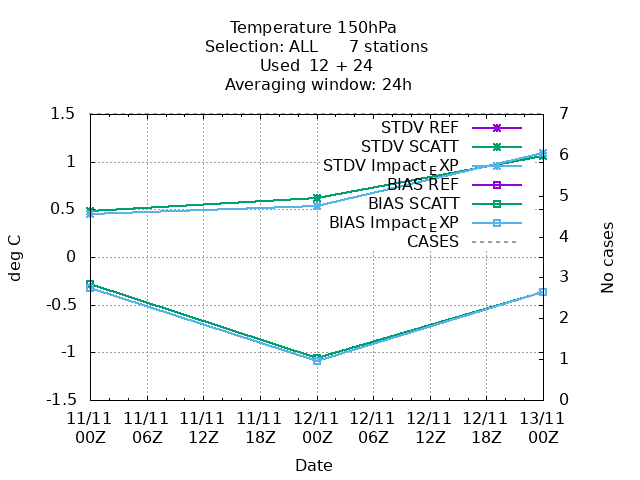 Temperature 150hPa
Selection: ALL 7 stations
Used 12 + 24
Averaging window: 24h
1.5
1
0.5
0
-0.5
-1
-1.5
7
6
5
4
3
2
1
0
deg C
No cases
STDV REF
STDV SCATT
STDV Impact_EXP
BIAS REF
BIAS SCATT
BIAS Impact_EXP
CASES
11/11 11/11 11/11 11/11 12/11 12/11 12/11 12/11 13/11
00Z 06Z 12Z 18Z 00Z 06Z 12Z 18Z 00Z
Date